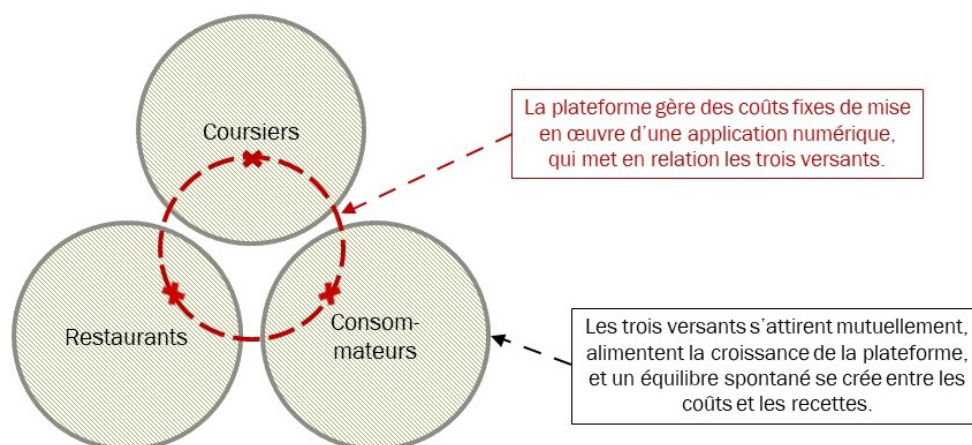 Coursiers
La plateforme gère des coûts fixes de mise
en œuvre d'une application numérique,
qui met en relation les trois versants.
Restaurants
Consom-
mateurs
Les trois versants s'attirent mutuellement,
alimentent la croissance de la plateforme,
et un équilibre spontané se crée entre les
coûts et les recettes.